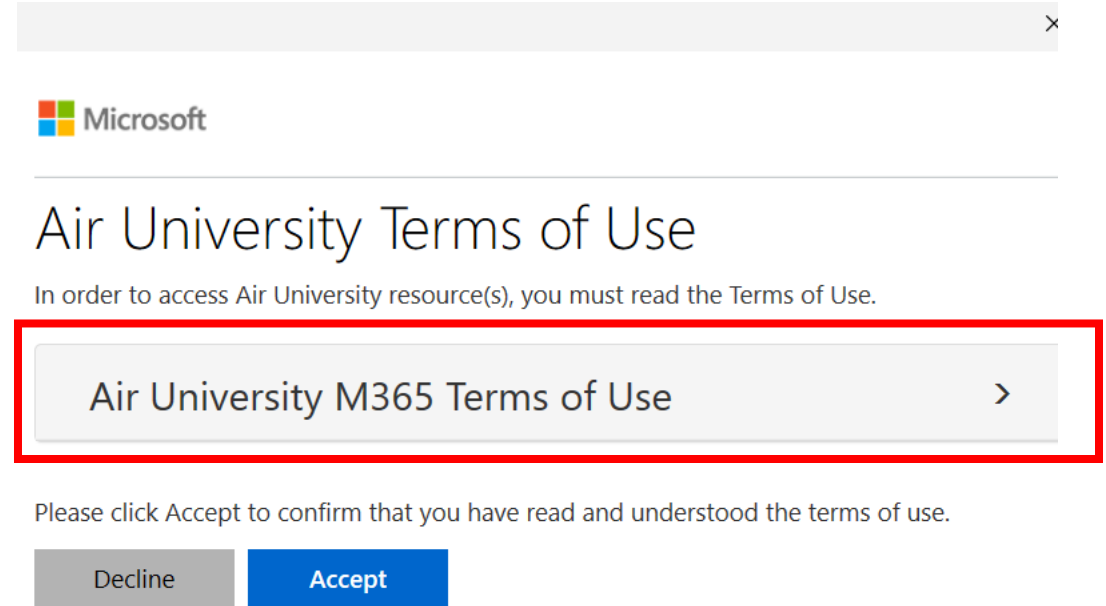 Microsoft
Air University Terms of Use
In order to access Air University resource(s), you must read the Terms of Use.
Air University M365 Terms of Use
Please click Accept to confirm that you have read and understood the terms of use.
Decline Accept